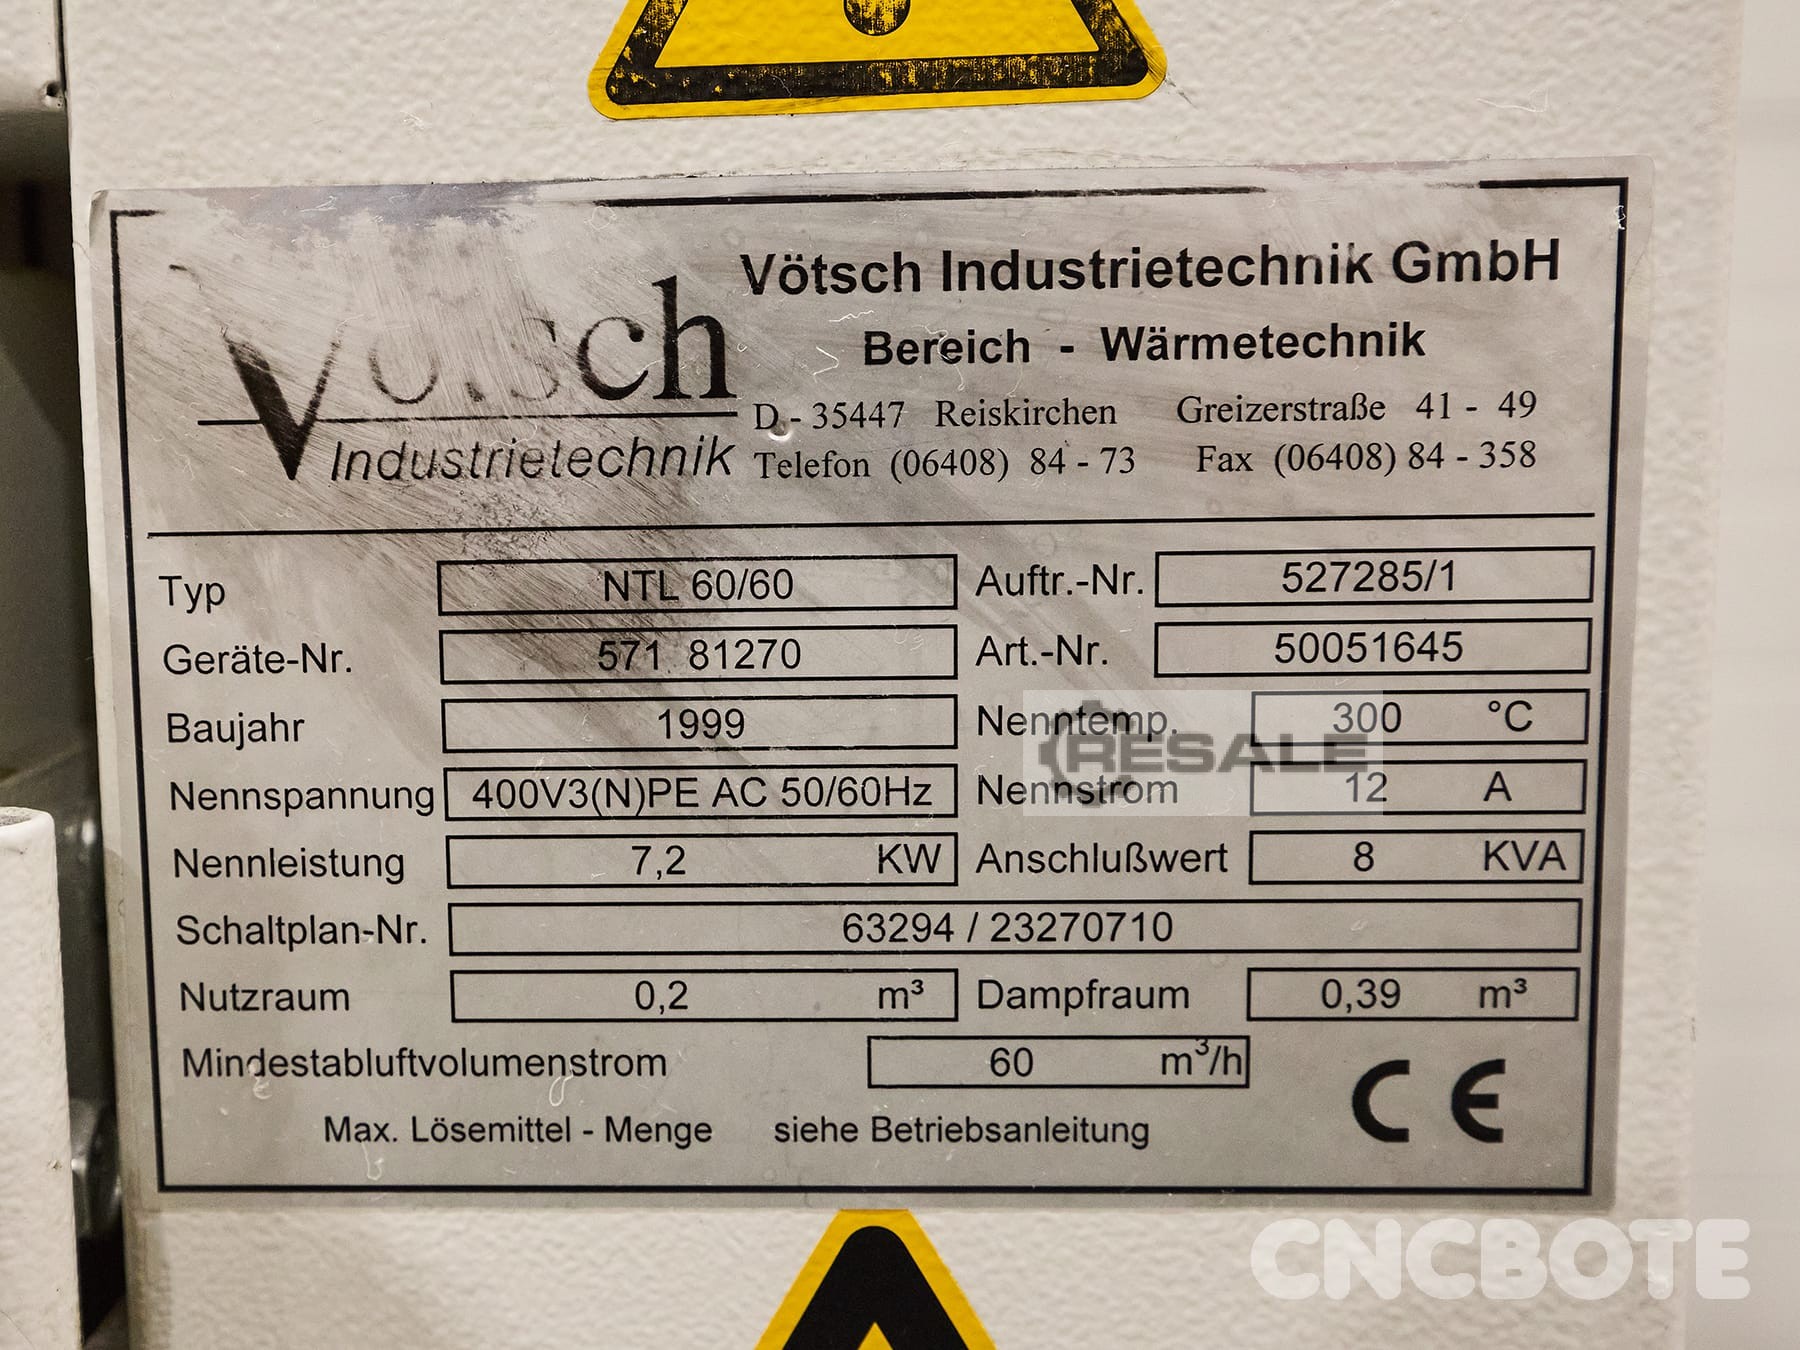 Vötsch
Industrietechnik
Vötsch Industrietechnik GmbH
Bereich - Wärmetechnik
D - 35447 Reiskirchen Greizerstraße 41 - 49
Telefon (06408) 84 - 73 Fax (06408) 84 - 358
Typ NTL 60/60 Auftr.-Nr. 527285/1
Geräte-Nr. 571 81270 Art.-Nr. 50051645
Baujahr 1999 Nenntemp. 300 °C
RESALE
Nennspannung 400V3(N)PE AC 50/60Hz Nennstrom 12 A
Nennleistung 7,2 KW Anschlußwert 8 KVA
Schaltplan-Nr. 63294 / 23270710
Nutzraum 0,2 m³ Dampfraum 0,39 m³
Mindestabluftvolumenstrom 60 m³/h
CE
Max. Lösemittel - Menge siehe Betriebsanleitung
CNCBOTE